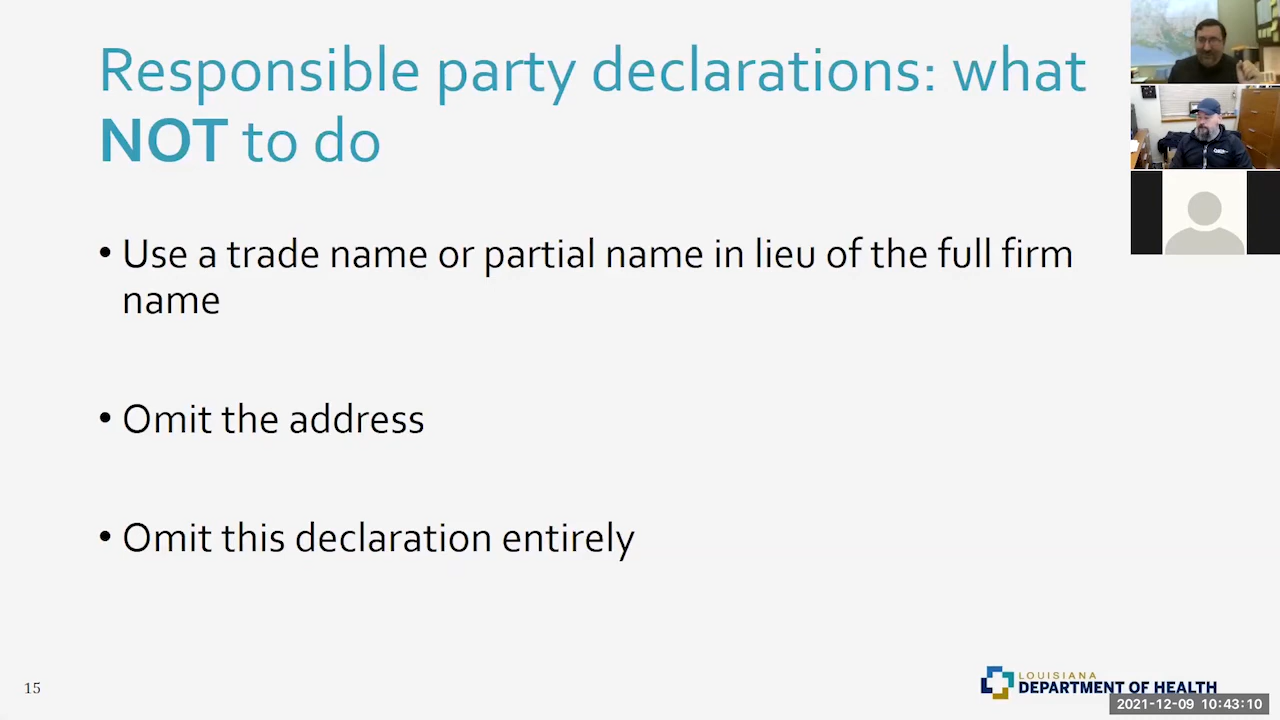 Responsible party declarations: what
NOT to do
• Use a trade name or partial name in lieu of the full firm
name
• Omit the address
• Omit this declaration entirely
15
LOUISIANA
DEPARTMENT OF HEALTH
2021-12-09 10:43:10